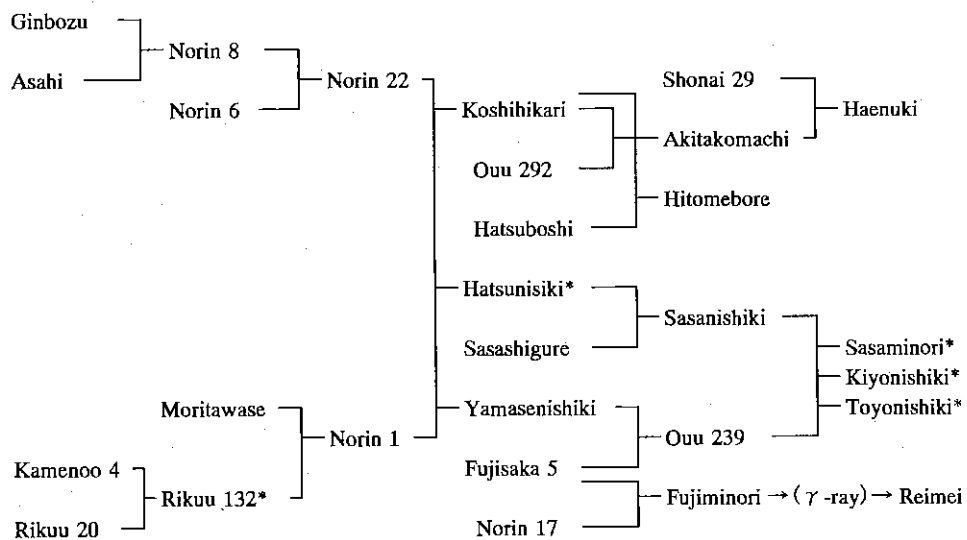 Ginbozu
Norin 8
Asahi
Norin 22
Shonai 29
Norin 6
Koshihikari
Haenuki
Akitakomachi
Ouu 292
Hitomebore
Hatsuboshi
Hatsunisiki*
Sasanishiki
Sasashigure
Sasaminori*
Kiyonishiki*
Moritawase
Yamasenishiki
Toyonishiki*
Norin 1
Ouu 239
Kamenoo 4
Fujisaka 5
Rikuu 132*
Fujiminori → (γ-ray) → Reimei
Rikuu 20
Norin 17